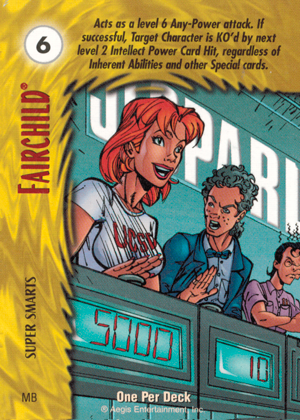 6
Acts as a level 6 Any-Power attack. If
successful, Target Character is KO'd by next
level 2 Intellect Power Card Hit, regardless of
Inherent Abilities and other Special cards.
FAIRCHILD®
SUPER SMARTS
JEOPARD
UCSD
5000
10
MB
One Per Deck
© Aegis Entertainment, Inc.